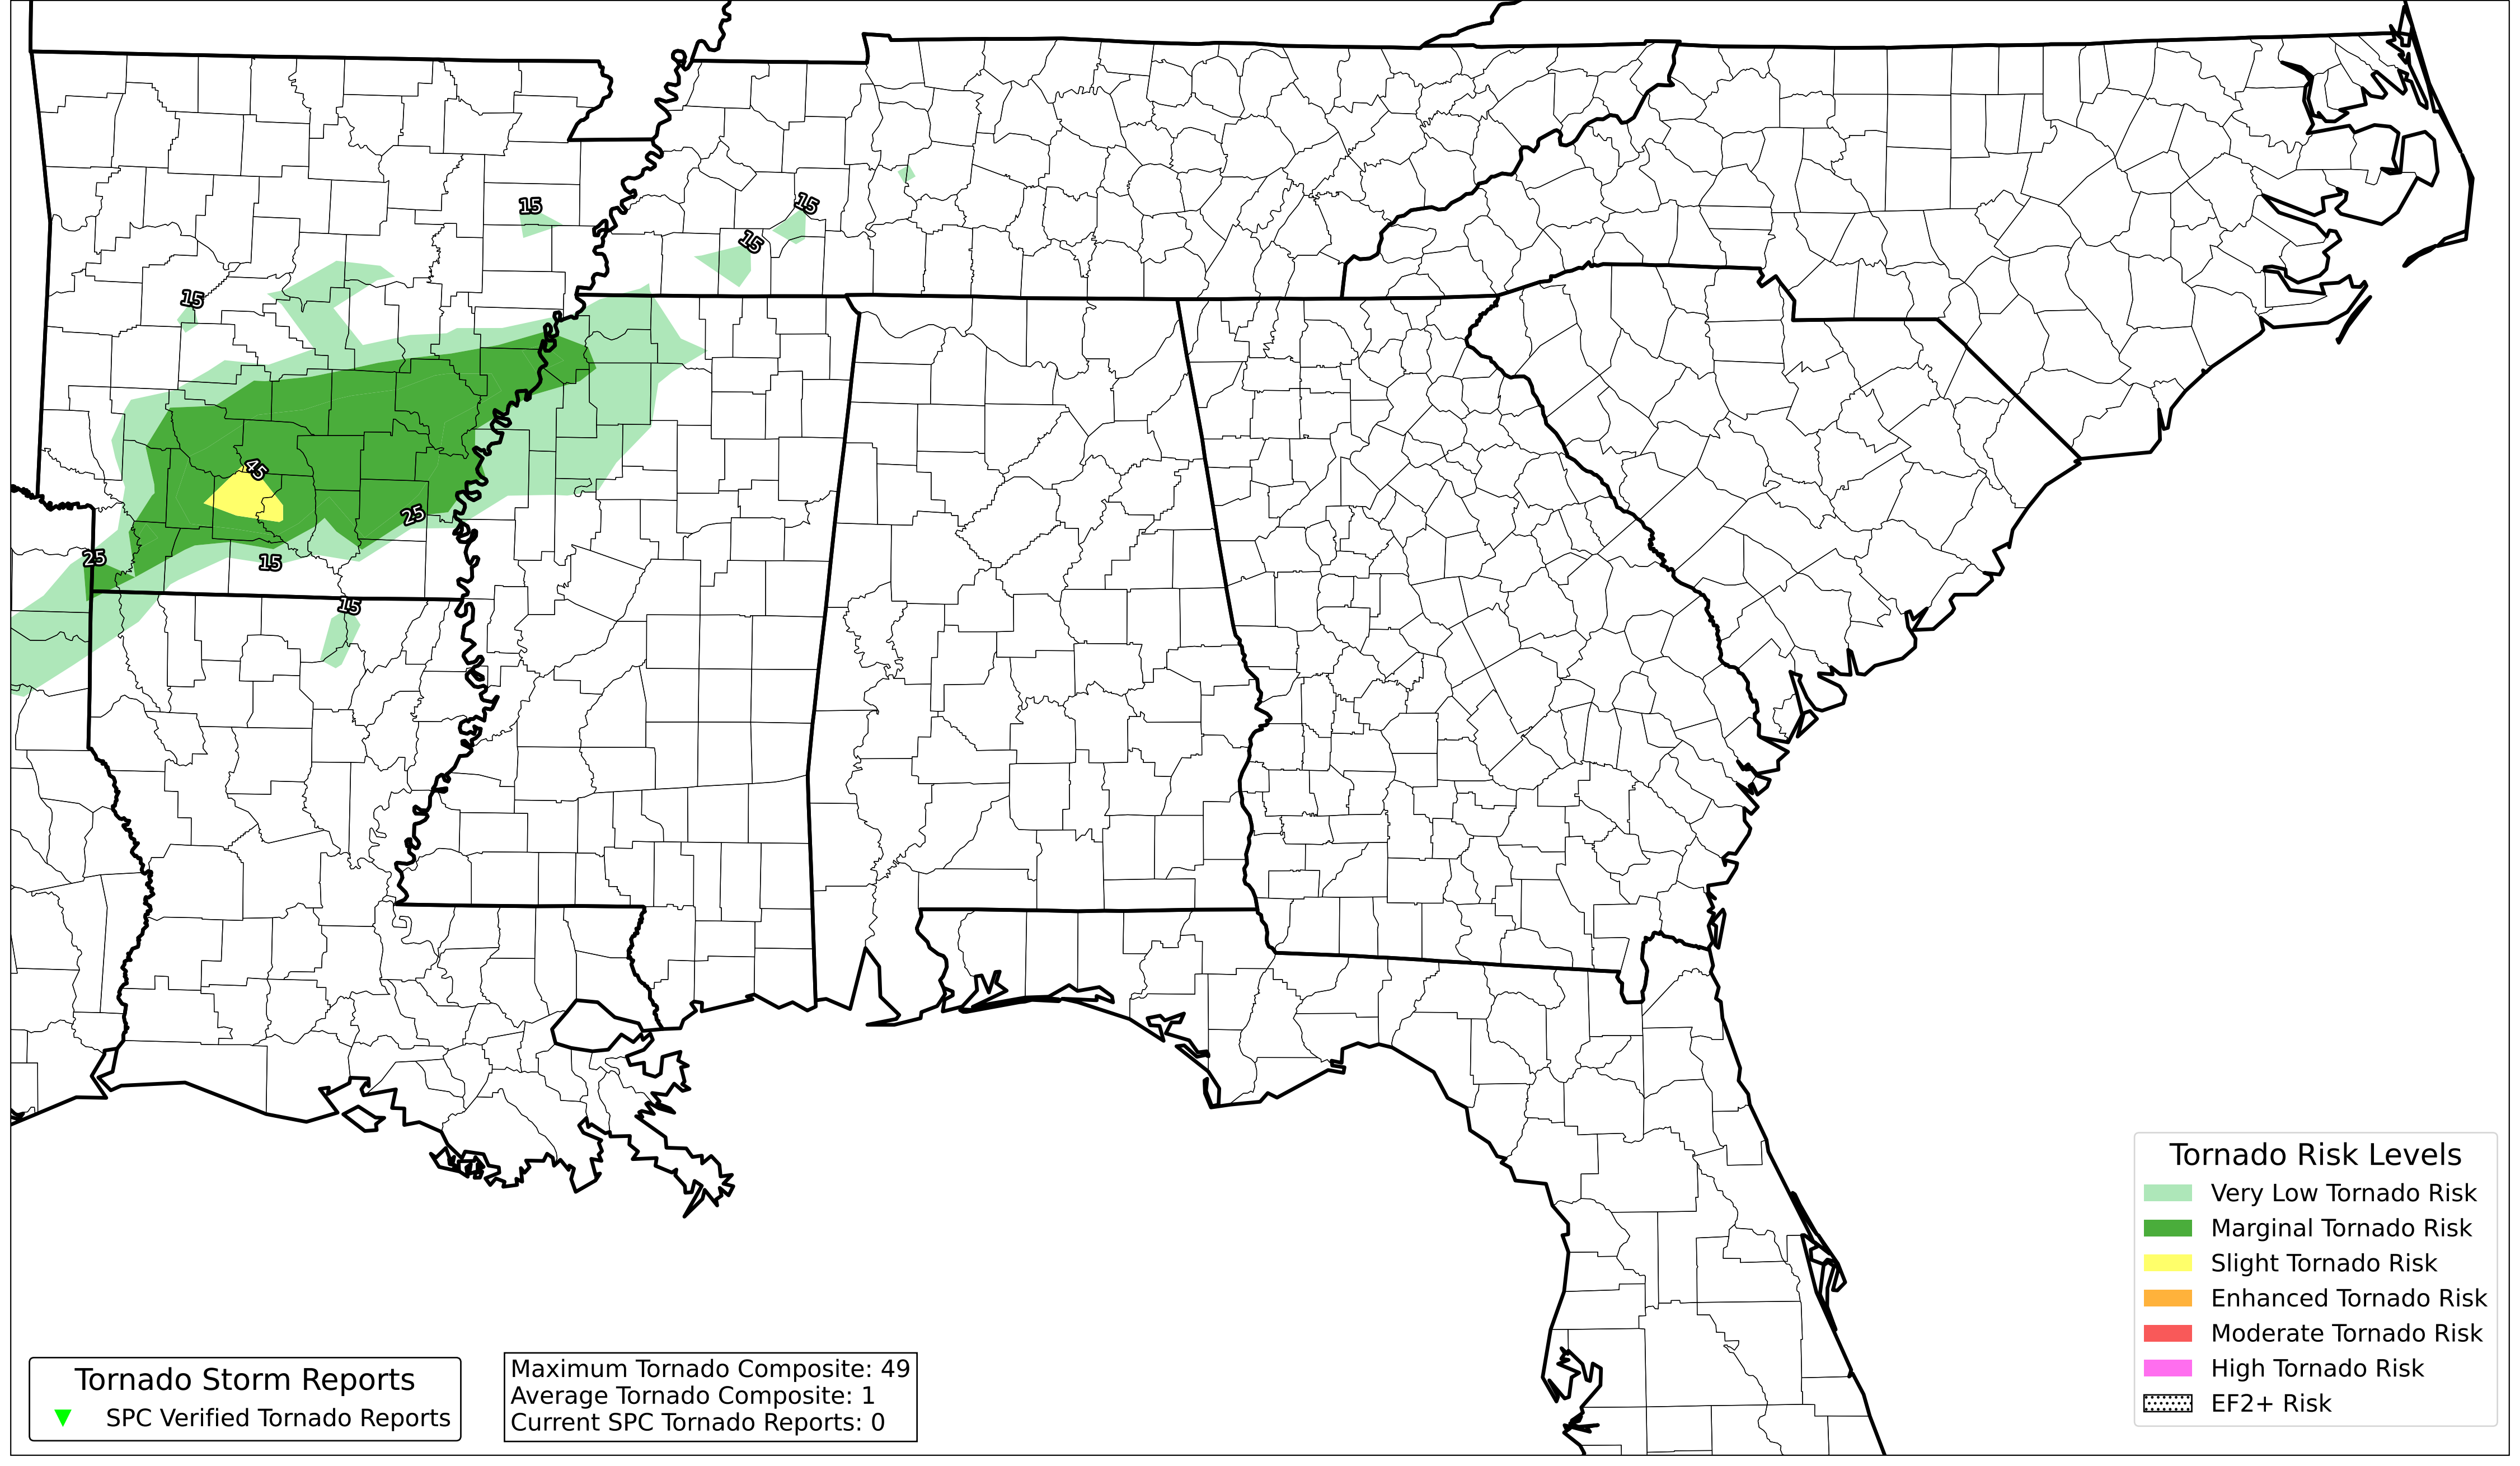 15
15
15
15
45
25
25
15
15
Tornado Risk Levels
Very Low Tornado Risk
Marginal Tornado Risk
Slight Tornado Risk
Enhanced Tornado Risk
Moderate Tornado Risk
High Tornado Risk
EF2+ Risk
Tornado Storm Reports
SPC Verified Tornado Reports
Maximum Tornado Composite: 49
Average Tornado Composite: 1
Current SPC Tornado Reports: 0